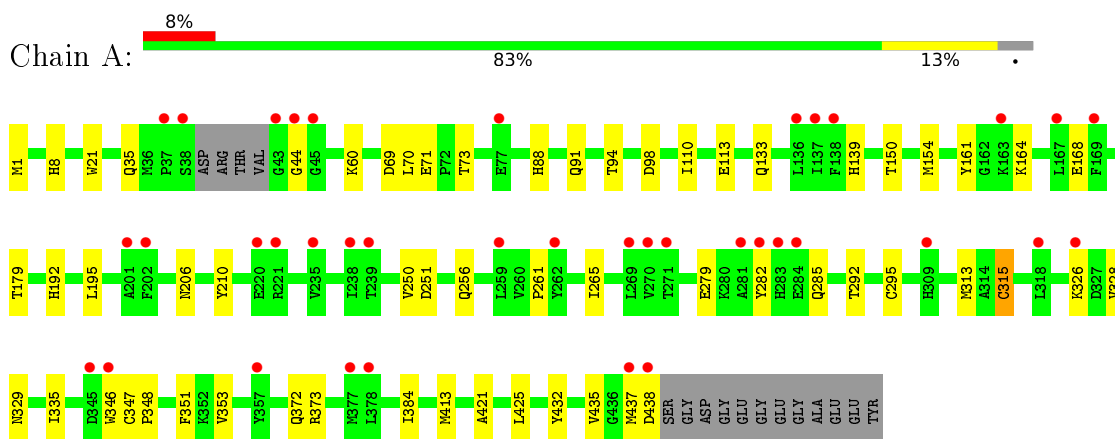 8%
Chain A:
83% 13% •
M1 H8 W21 Q35 M36 P37 S38 ASP ARG THR VAL G43 G44 G45 K60 D69 L70 E71 P72 T73 E77 H88 Q91 T94 D98 I110 E113 Q133 L136 I137 F138 H139 T150 M154 Y161 G162 K163 K164 L167 E168 F169
T179 H192 L195 A201 F202 N206 Y210 E220 R221 V235 I238 T239 V250 D251 Q256 L259 V260 P261 Y262 I265 L269 V270 T271 E279 K280 A281 Y282 H283 E284 Q285 T292 C295 H309 M313 A314 C315 L318 K326 D327 V328
N329 I335 D345 W346 C347 P348 F351 K352 V353 Y357 Q372 R373 M377 L378 I384 M413 A421 L425 Y432 V435 G436 M437 D438 SER GLY ASP GLY GLU GLY GLU GLY ALA GLU GLU TYR